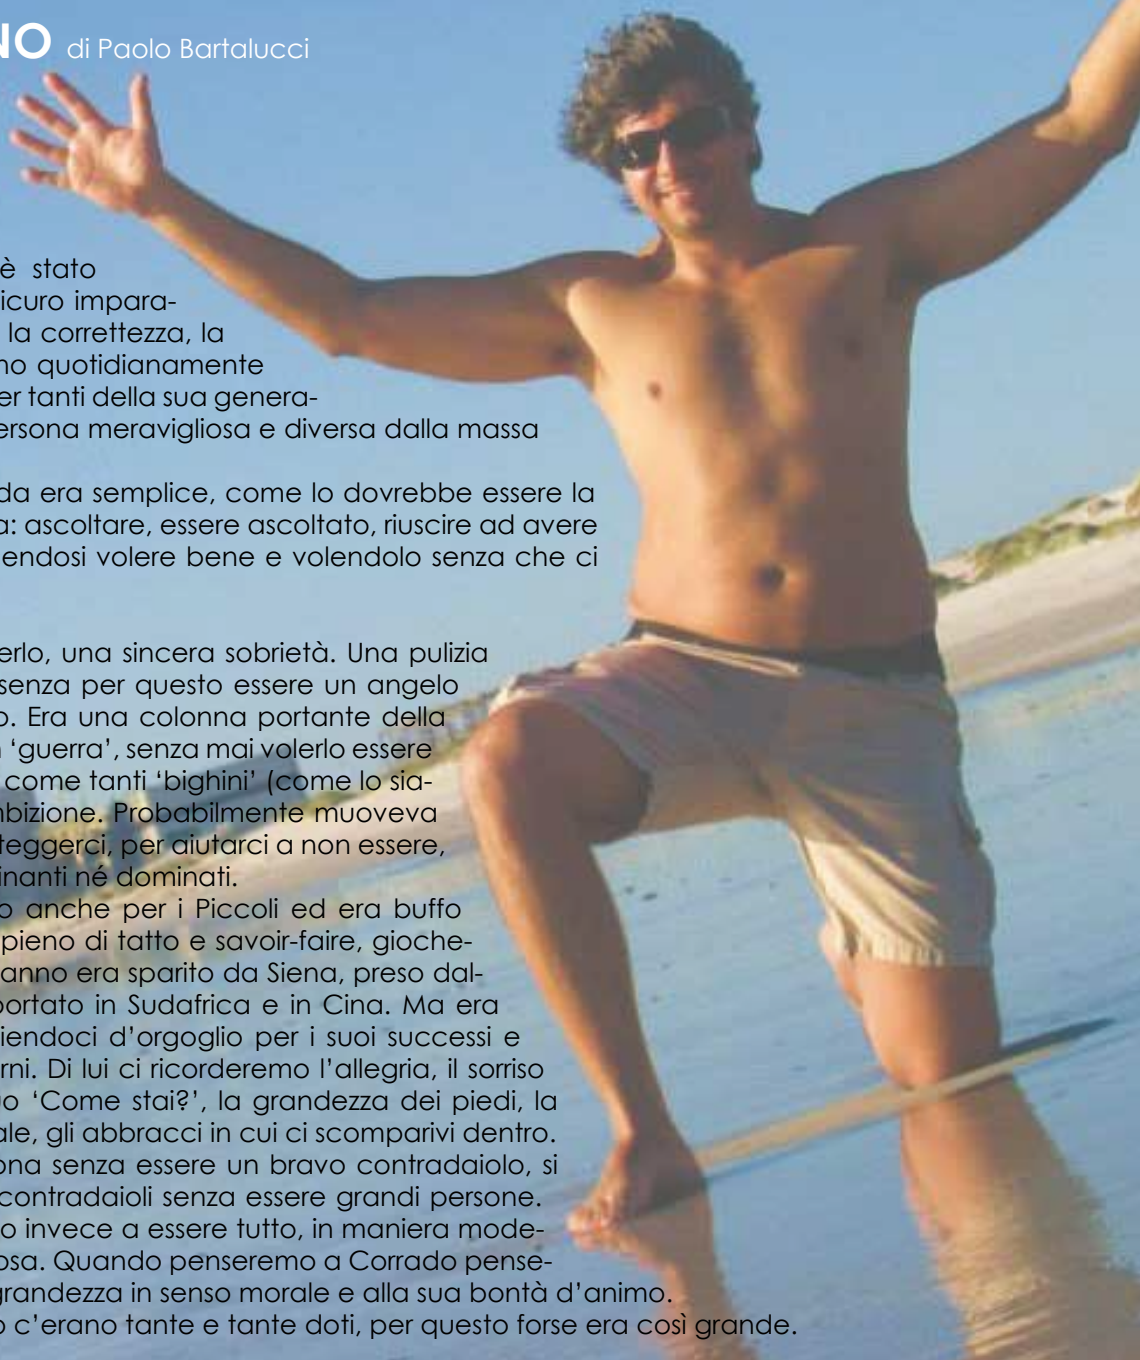 NO di Paolo Bartalucci
è stato
icuro impara-
la correttezza, la
no quotidianamente
er tanti della sua genera-
ersona meravigliosa e diversa dalla massa
da era semplice, come lo dovrebbe essere la
a: ascoltare, essere ascoltato, riuscire ad avere
endosi volere bene e volendolo senza che ci
erlo, una sincera sobrietà. Una pulizia
senza per questo essere un angelo
o. Era una colonna portante della
‘guerra’, senza mai volerlo essere
come tanti ‘bighini’ (come lo sia-
nbizione. Probabilmente muoveva
teggerci, per aiutarci a non essere,
inanti né dominati.
o anche per i Piccoli ed era buffo
pieno di tatto e savoir-faire, gioche-
anno era sparito da Siena, preso dal-
portato in Sudafrica e in Cina. Ma era
iendoci d’orgoglio per i suoi successi e
rni. Di lui ci ricorderemo l’allegria, il sorriso
uo ‘Come stai?’, la grandezza dei piedi, la
ale, gli abbracci in cui ci scomparivi dentro.
ona senza essere un bravo contradaiolo, si
contradaioli senza essere grandi persone.
o invece a essere tutto, in maniera mode-
osa. Quando penseremo a Corrado pense-
grandezza in senso morale e alla sua bontà d’animo.
o c’erano tante e tante doti, per questo forse era così grande.